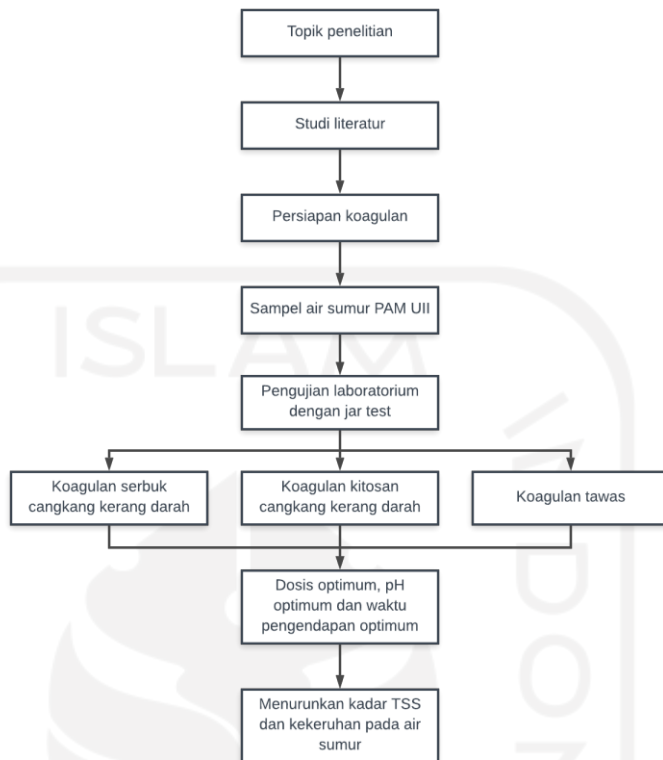 Topik penelitian
Studi literatur
Persiapan koagulan
Sampel air sumur PAM UII
Pengujian laboratorium
dengan jar test
Koagulan serbuk
cangkang kerang darah
Koagulan kitosan
cangkang kerang darah
Koagulan tawas
Dosis optimum, pH
optimum dan waktu
pengendapan optimum
Menurunkan kadar TSS
dan kekeruhan pada air
sumur
ISLAM
INDON